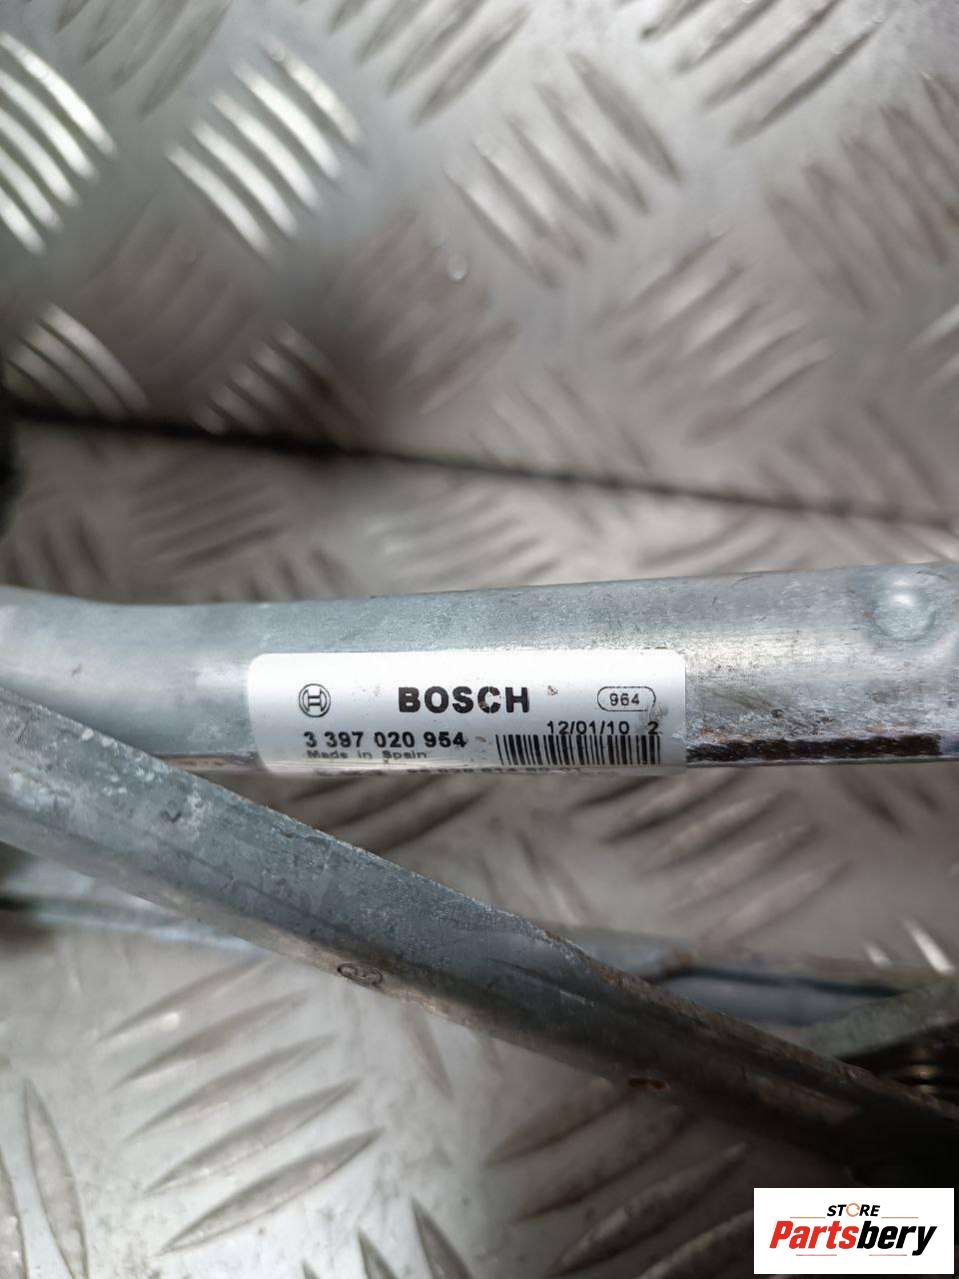 BOSCH 964
12/01/10 2
3 397 020 954
Made in Spain
STORE
Partsbery